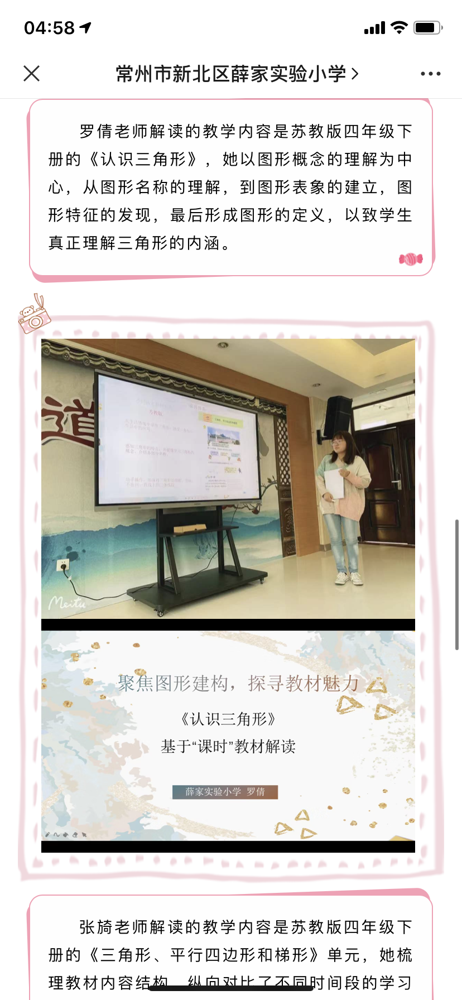 04:58
常州市新北区薛家实验小学
罗倩老师解读的教学内容是苏教版四年级下
册的《认识三角形》，她以图形概念的理解为中
心，从图形名称的理解，到图形表象的建立，图
形特征的发现，最后形成图形的定义，以致学生
真正理解三角形的内涵。
道
苏教版
Meitu
聚焦图形建构，探寻教材魅力
《认识三角形》
基于“课时”教材解读
薛家实验小学 罗倩
张旖老师解读的教学内容是苏教版四年级下
册的《三角形、平行四边形和梯形》单元，她梳
理教材内容结构，纵向对比了不同时间段的学习